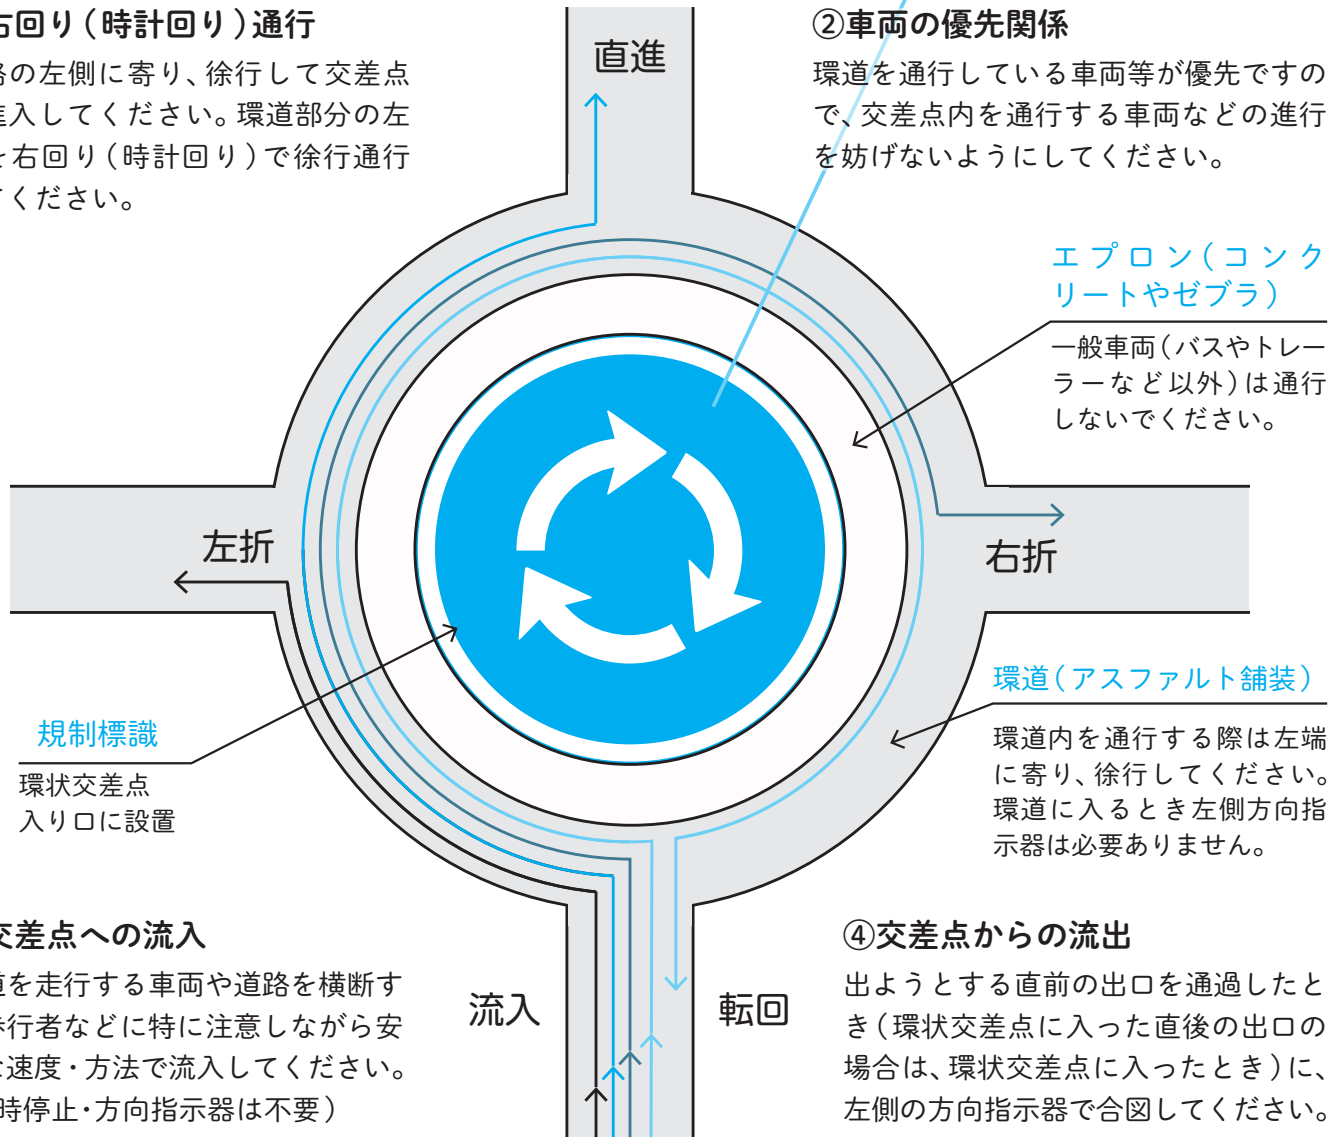 右回り(時計回り)通行
路の左側に寄り、徐行して交差点
進入してください。環道部分の左
を右回り(時計回り)で徐行通行
てください。
②車両の優先関係
環道を通行している車両等が優先ですの
で、交差点内を通行する車両などの進行
を妨げないようにしてください。
直進
エプロン(コンク
リートやゼブラ)
一般車両(バスやトレー
ラーなど以外)は通行
しないでください。
左折
右折
規制標識
環状交差点
入り口に設置
環道(アスファルト舗装)
環道内を通行する際は左端
に寄り、徐行してください。
環道に入るとき左側方向指
示器は必要ありません。
交差点への流入
道を走行する車両や道路を横断す
歩行者などに特に注意しながら安
な速度・方法で流入してください。
時停止・方向指示器は不要)
流入
転回
④交差点からの流出
出ようとする直前の出口を通過したと
き(環状交差点に入った直後の出口の
場合は、環状交差点に入ったとき)に、
左側の方向指示器で合図してください。